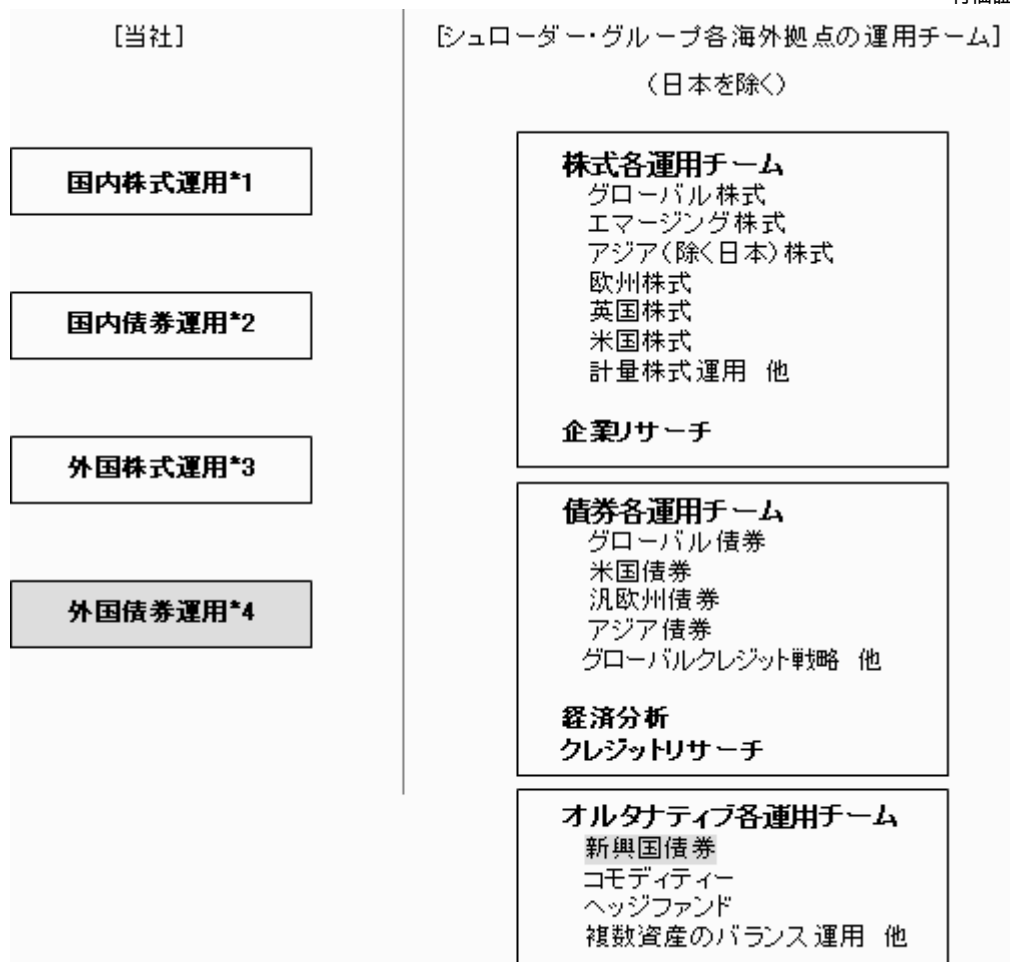 [当社]
国内株式運用*1
国内債券運用*2
外国株式運用*3
外国債券運用*4
[シュローダー・グループ各海外拠点の運用チーム]
（日本を除く）
株式各運用チーム
グローバル株式
エマージング株式
アジア（除く日本）株式
欧州株式
英国株式
米国株式
計量株式運用 他
企業リサーチ
債券各運用チーム
グローバル債券
米国債券
汎欧州債券
アジア債券
グローバルクレジット戦略 他
経済分析
クレジットリサーチ
オルタナティブ各運用チーム
新興国債券
コモディティー
ヘッジファンド
複数資産のバランス運用 他